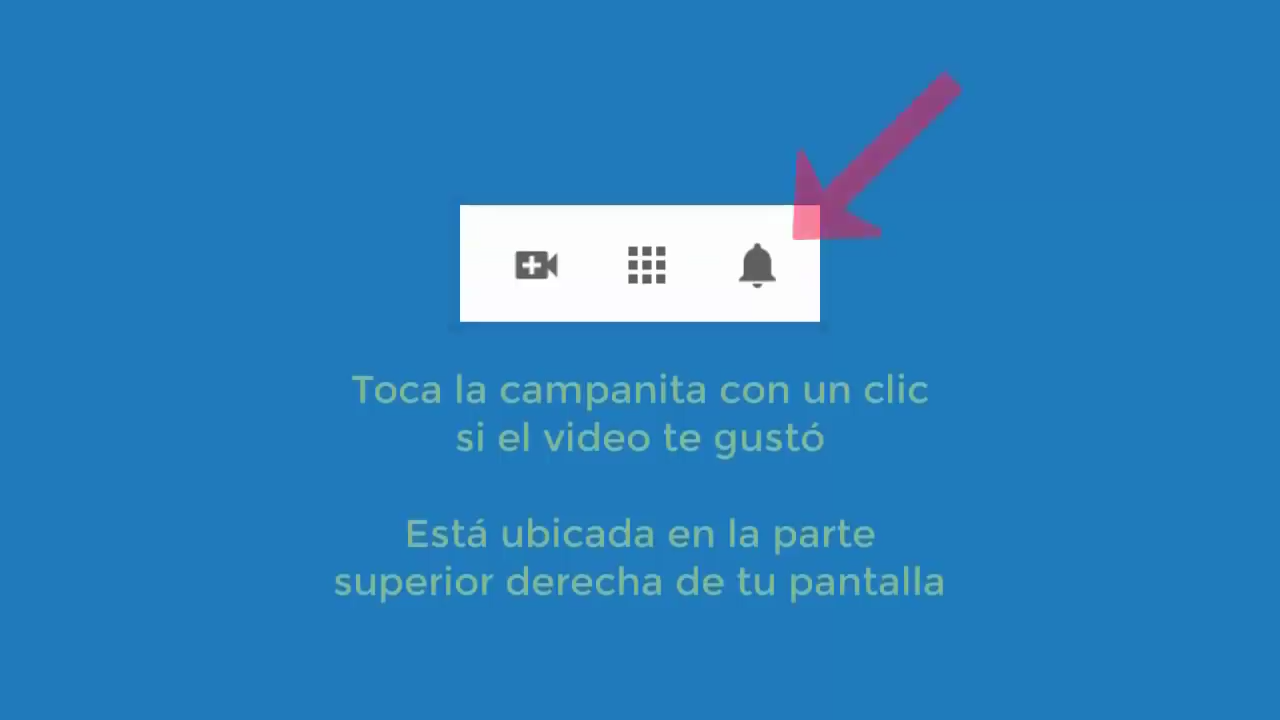 Toca la campanita con un clic
si el video te gustó
Está ubicada en la parte
superior derecha de tu pantalla